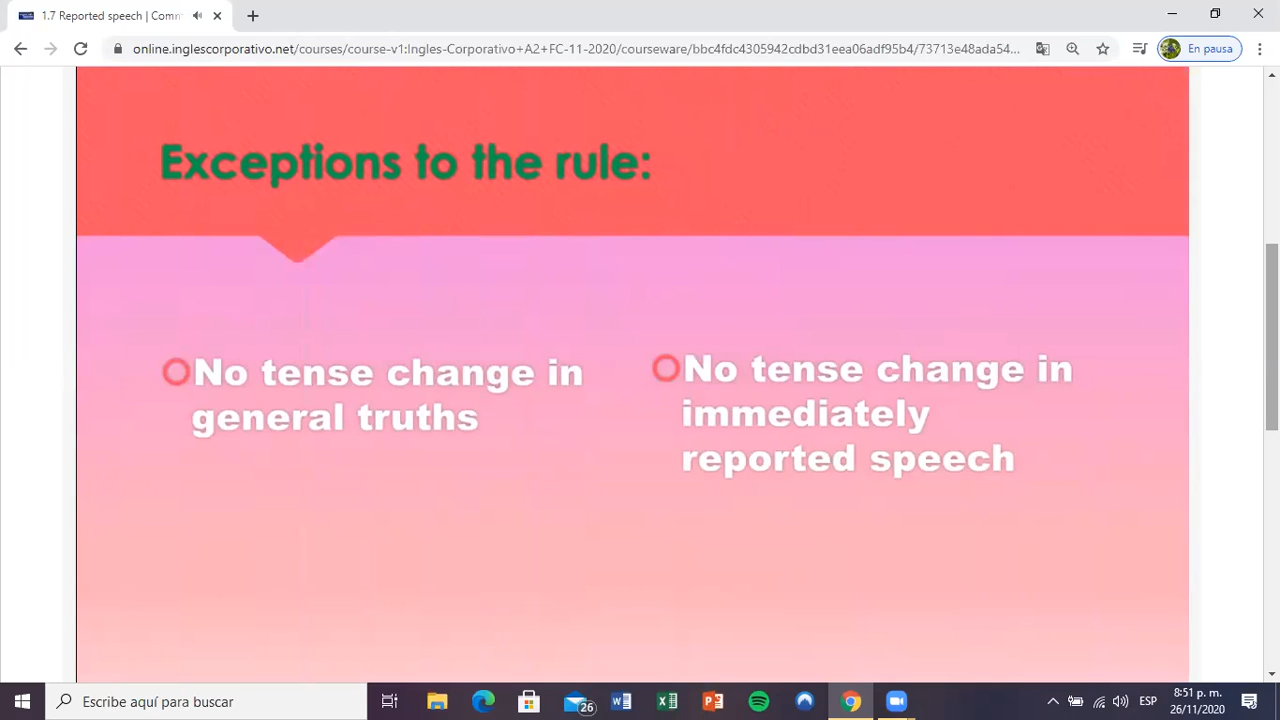 1.7 Reported speech | Comm
online.inglescorporativo.net/courses/course-v1:Ingles-Corporativo+A2+FC-11-2020/courseware/bbc4fdc4305942cdbd31eea06adf95b4/73713e48ada54...
En pausa
Exceptions to the rule:
No tense change in
general truths
No tense change in
immediately
reported speech
Escribe aquí para buscar
26
ESP
8:51 p. m.
26/11/2020